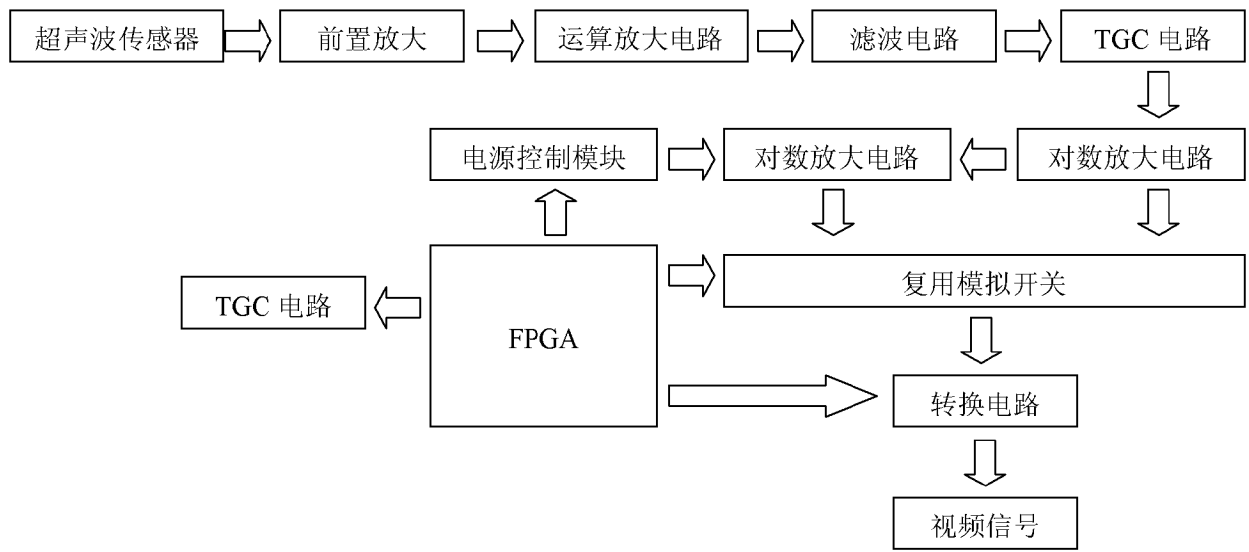 超声波传感器
前置放大
运算放大电路
滤波电路
TGC 电路
电源控制模块
对数放大电路
对数放大电路
TGC 电路
FPGA
复用模拟开关
转换电路
视频信号